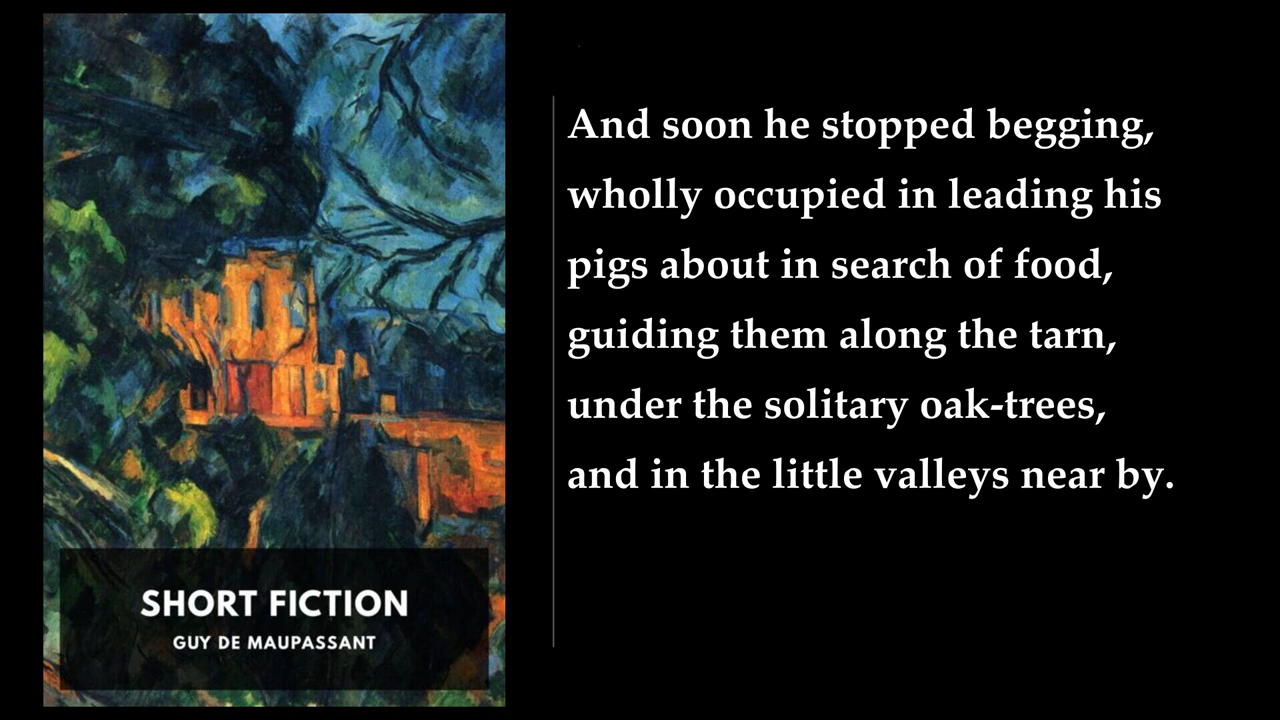 And soon he stopped begging,
wholly occupied in leading his
pigs about in search of food,
guiding them along the tarn,
under the solitary oak-trees,
and in the little valleys near by.
SHORT FICTION
GUY DE MAUPASSANT